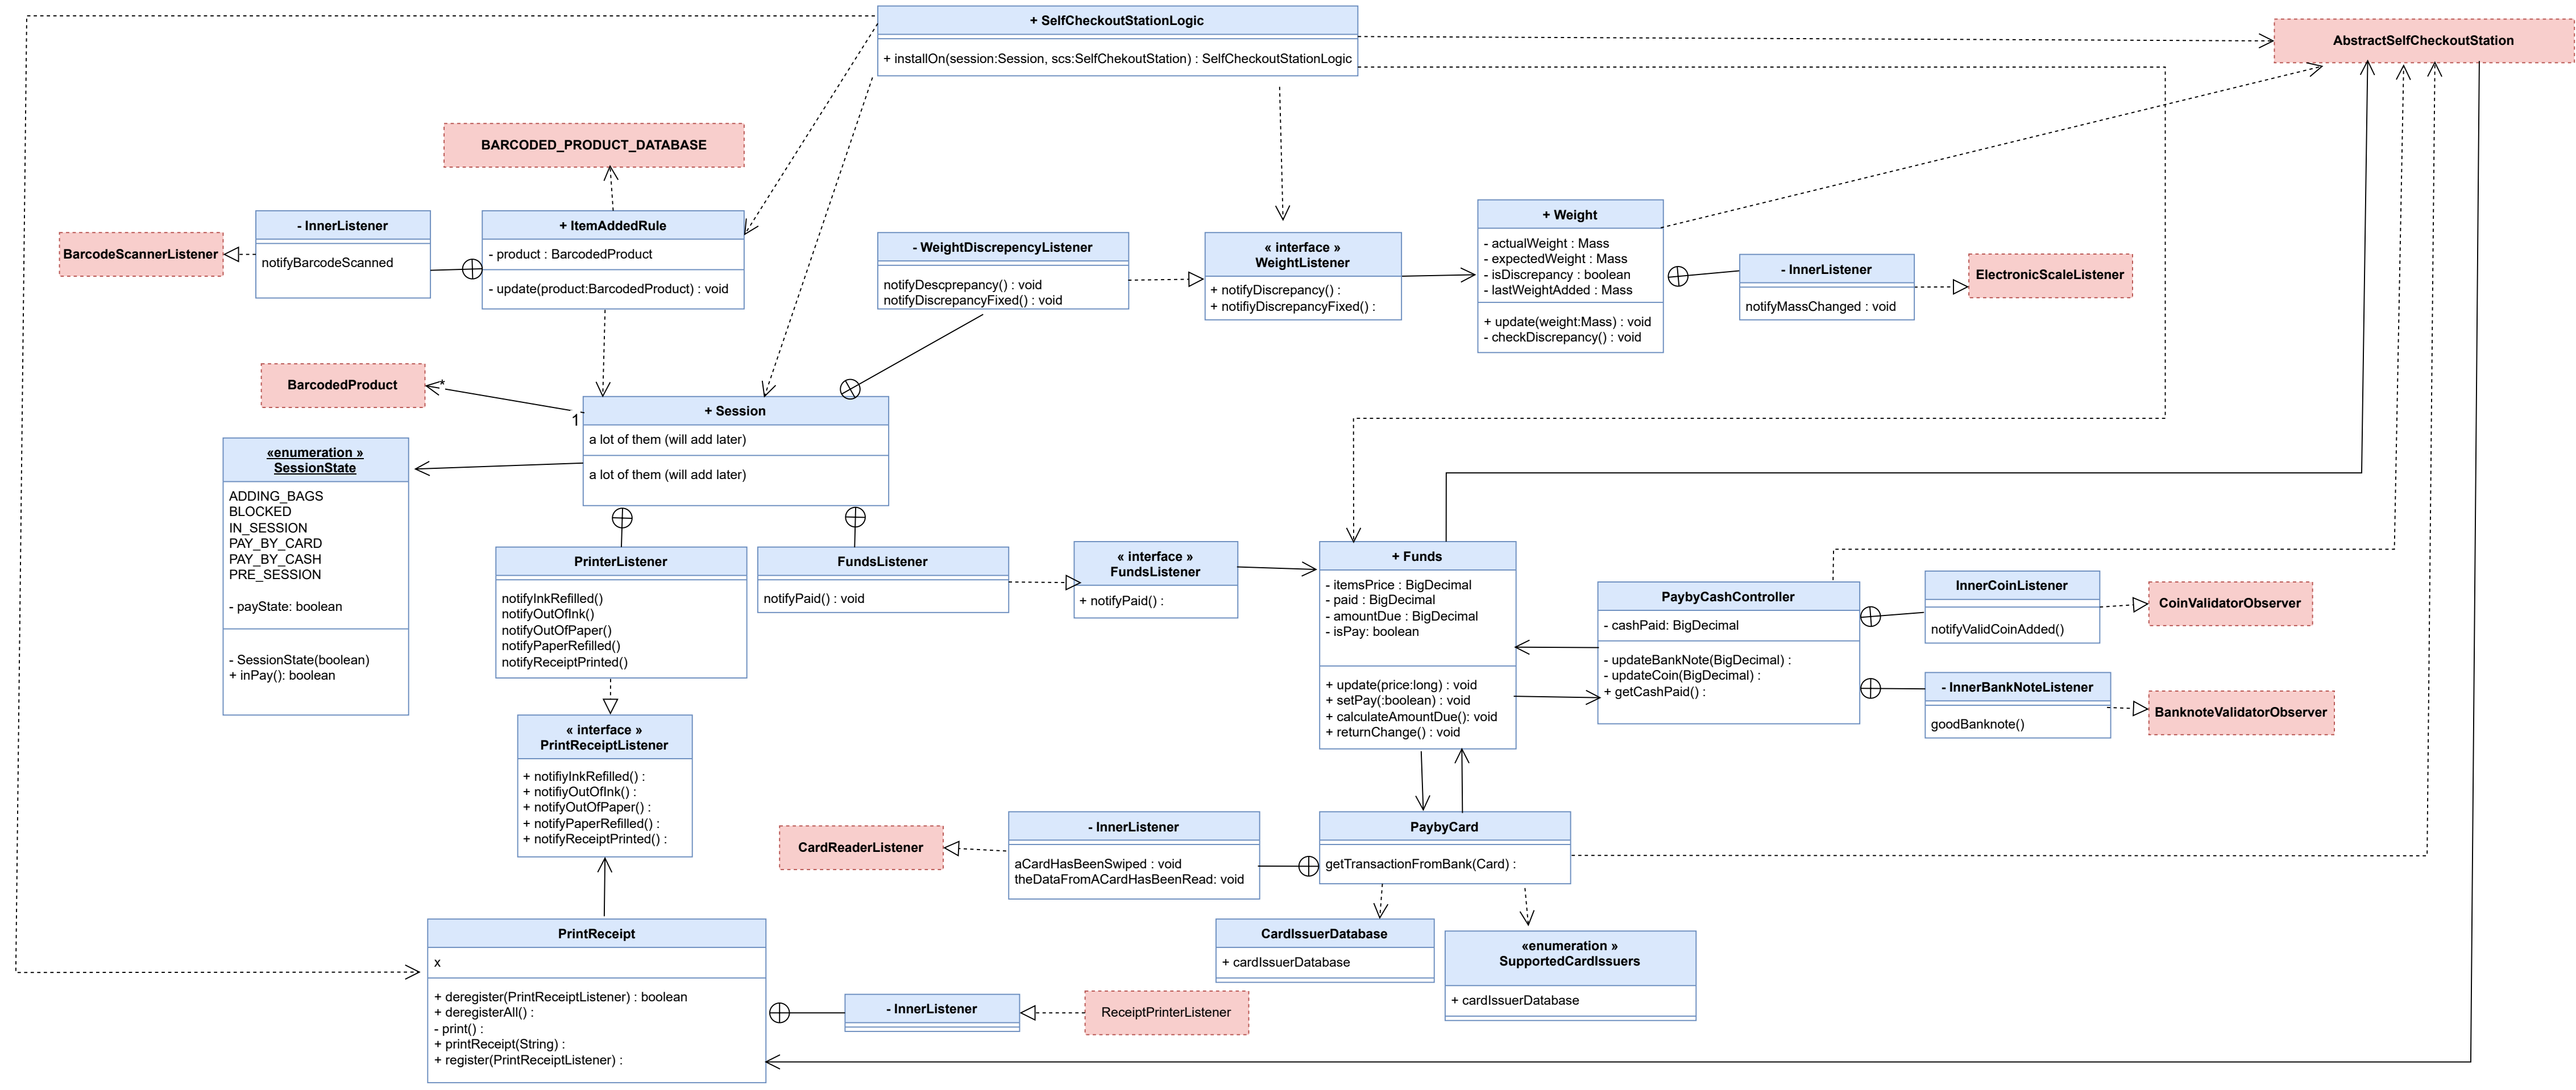 + SelfCheckoutStationLogic
+ installOn(session:Session, scs:SelfChekoutStation) : SelfCheckoutStationLogic
AbstractSelfCheckoutStation
BARCODED_PRODUCT_DATABASE
BarcodeScannerListener
- InnerListener
notifyBarcodeScanned
+ ItemAddedRule
- product : BarcodedProduct
- update(product:BarcodedProduct) : void
- WeightDiscrepencyListener
notifyDescprepancy() : void
notifyDiscrepancyFixed() : void
« interface »
WeightListener
+ notifyDiscrepancy() :
+ notifiyDiscrepancyFixed() :
+ Weight
- actualWeight : Mass
- expectedWeight : Mass
- isDiscrepancy : boolean
- lastWeightAdded : Mass
+ update(weight:Mass) : void
- checkDiscrepancy() : void
- InnerListener
notifyMassChanged : void
ElectronicScaleListener
BarcodedProduct
*
1
+ Session
a lot of them (will add later)
a lot of them (will add later)
«enumeration »
SessionState
ADDING_BAGS
BLOCKED
IN_SESSION
PAY_BY_CARD
PAY_BY_CASH
PRE_SESSION
- payState: boolean
- SessionState(boolean)
+ inPay(): boolean
PrinterListener
notifyInkRefilled()
notifyOutOfInk()
notifyOutOfPaper()
notifyPaperRefilled()
notifyReceiptPrinted()
FundsListener
notifyPaid() : void
« interface »
FundsListener
+ notifyPaid() :
+ Funds
- itemsPrice : BigDecimal
- paid : BigDecimal
- amountDue : BigDecimal
- isPay: boolean
+ update(price:long) : void
+ setPay(:boolean) : void
+ calculateAmountDue(): void
+ returnChange() : void
PaybyCashController
- cashPaid: BigDecimal
- updateBankNote(BigDecimal) :
- updateCoin(BigDecimal) :
+ getCashPaid() :
InnerCoinListener
notifyValidCoinAdded()
CoinValidatorObserver
- InnerBankNoteListener
goodBanknote()
BanknoteValidatorObserver
« interface »
PrintReceiptListener
+ notifiyInkRefilled() :
+ notifiyOutOfInk() :
+ notifyOutOfPaper() :
+ notifyPaperRefilled() :
+ notifyReceiptPrinted() :
CardReaderListener
- InnerListener
aCardHasBeenSwiped : void
theDataFromACardHasBeenRead: void
PaybyCard
getTransactionFromBank(Card) :
CardIssuerDatabase
+ cardIssuerDatabase
«enumeration »
SupportedCardIssuers
+ cardIssuerDatabase
PrintReceipt
x
+ deregister(PrintReceiptListener) : boolean
+ deregisterAll() :
- print() :
+ printReceipt(String) :
+ register(PrintReceiptListener) :
- InnerListener
ReceiptPrinterListener